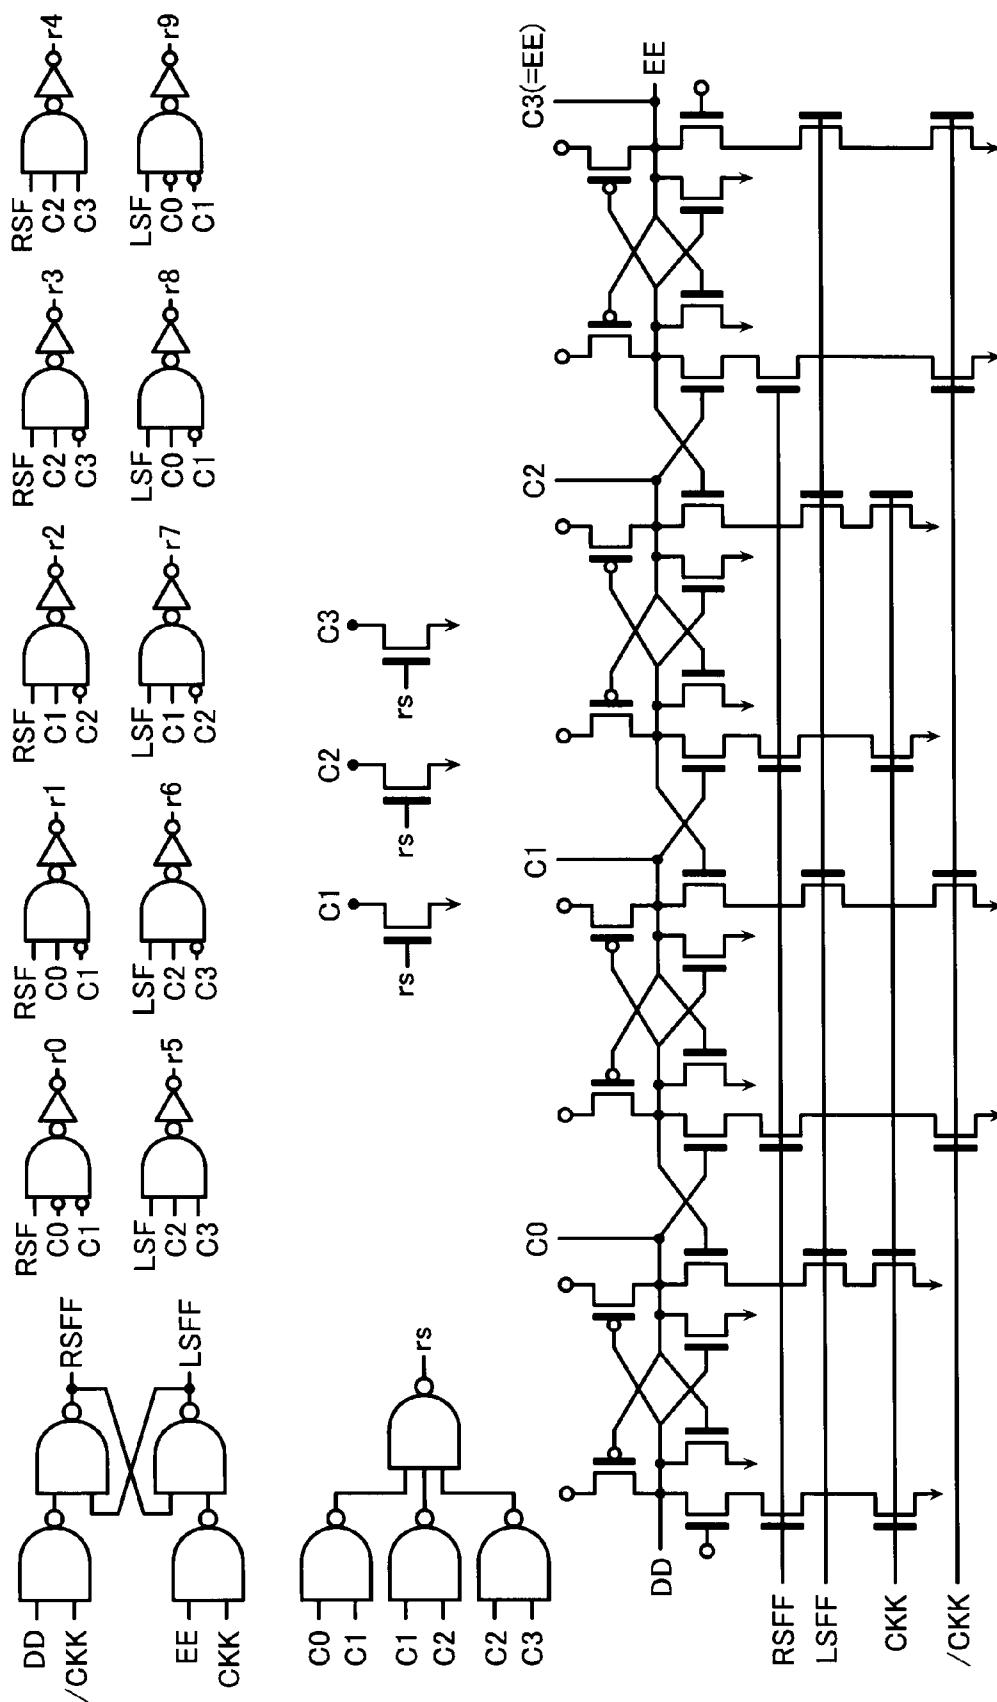 DD
/CKK
RSFF
RSF
C0
C1
r0
RSF
C0
C1
r1
RSF
C1
C2
r2
RSF
C2
C3
r3
RSF
C2
C3
r4
EE
CKK
LSFF
LSF
C2
C3
r5
LSF
C2
C3
r6
LSF
C1
C2
r7
LSF
C0
C1
r8
LSF
C0
C1
r9
C0
C1
C1
C2
C2
C3
rs
C1
rs
C2
rs
C3
rs
C0
C1
C2
C3(=EE)
DD
EE
RSFF
LSFF
CKK
/CKK